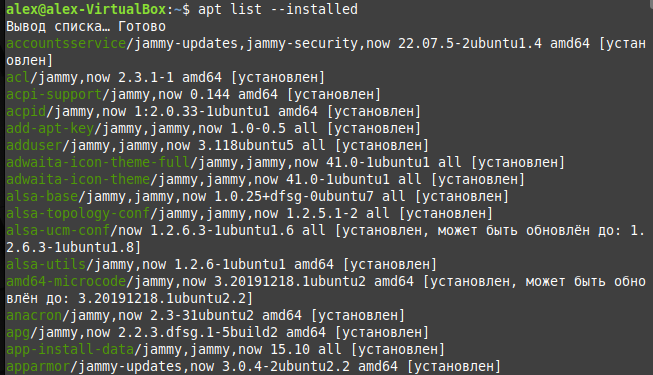 alex@alex-VirtualBox:~$ apt list --installed
Вывод списка… Готово
accountsservice/jammy-updates,jammy-security,now 22.07.5-2ubuntu1.4 amd64 [устан
овлен]
acl/jammy,now 2.3.1-1 amd64 [установлен]
acpi-support/jammy,now 0.144 amd64 [установлен]
acpid/jammy,now 1:2.0.33-1ubuntu1 amd64 [установлен]
add-apt-key/jammy,jammy,now 1.0-0.5 all [установлен]
adduser/jammy,jammy,now 3.118ubuntu5 all [установлен]
adwaita-icon-theme-full/jammy,jammy,now 41.0-1ubuntu1 all [установлен]
adwaita-icon-theme/jammy,jammy,now 41.0-1ubuntu1 all [установлен]
alsa-base/jammy,jammy,now 1.0.25+dfsg-0ubuntu7 all [установлен]
alsa-topology-conf/jammy,jammy,now 1.2.5.1-2 all [установлен]
alsa-ucm-conf/now 1.2.6.3-1ubuntu1.6 all [установлен, может быть обновлён до: 1.
2.6.3-1ubuntu1.8]
alsa-utils/jammy,now 1.2.6-1ubuntu1 amd64 [установлен]
amd64-microcode/jammy,now 3.20191218.1ubuntu2 amd64 [установлен, может быть обно
влён до: 3.20191218.1ubuntu2.2]
anacron/jammy,now 2.3-31ubuntu2 amd64 [установлен]
apg/jammy,now 2.2.3.dfsg.1-5build2 amd64 [установлен]
app-install-data/jammy,jammy,now 15.10 all [установлен]
apparmor/jammy-updates,now 3.0.4-2ubuntu2.2 amd64 [установлен]